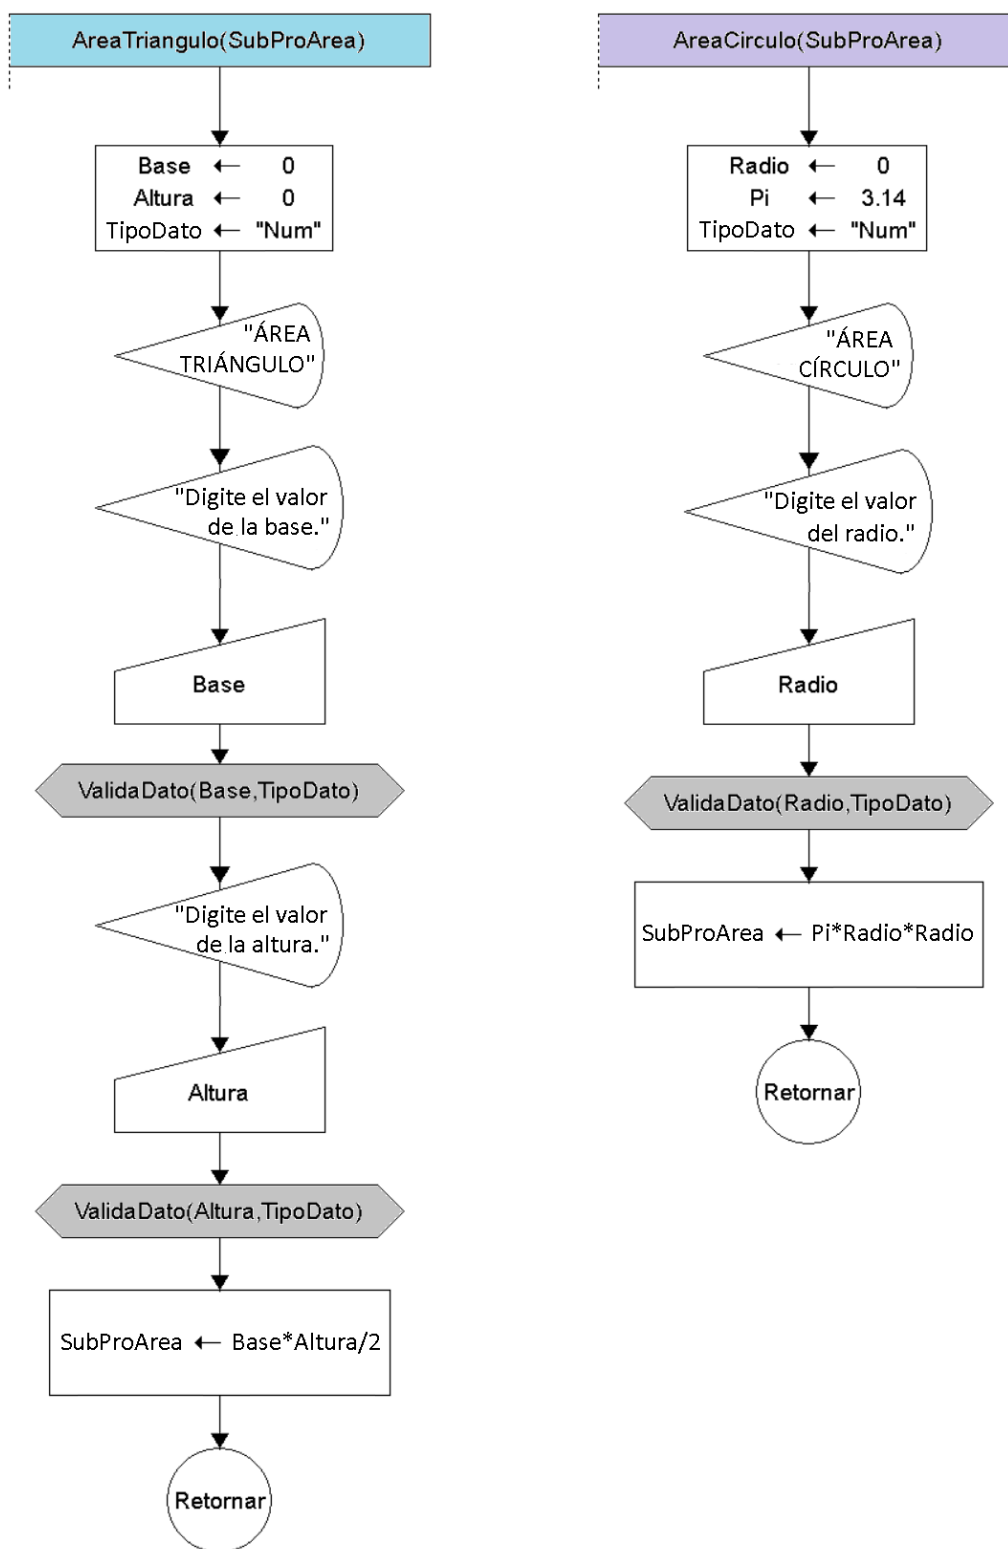 AreaTriangulo(SubProArea)
Base ← 0
Altura ← 0
TipoDato ← "Num"
"ÁREA
TRIÁNGULO"
"Digite el valor
de la base."
Base
ValidaDato(Base,TipoDato)
"Digite el valor
de la altura."
Altura
ValidaDato(Altura,TipoDato)
SubProArea ← Base*Altura/2
Retornar
AreaCirculo(SubProArea)
Radio ← 0
Pi ← 3.14
TipoDato ← "Num"
"ÁREA
CÍRCULO"
"Digite el valor
del radio."
Radio
ValidaDato(Radio,TipoDato)
SubProArea ← Pi*Radio*Radio
Retornar